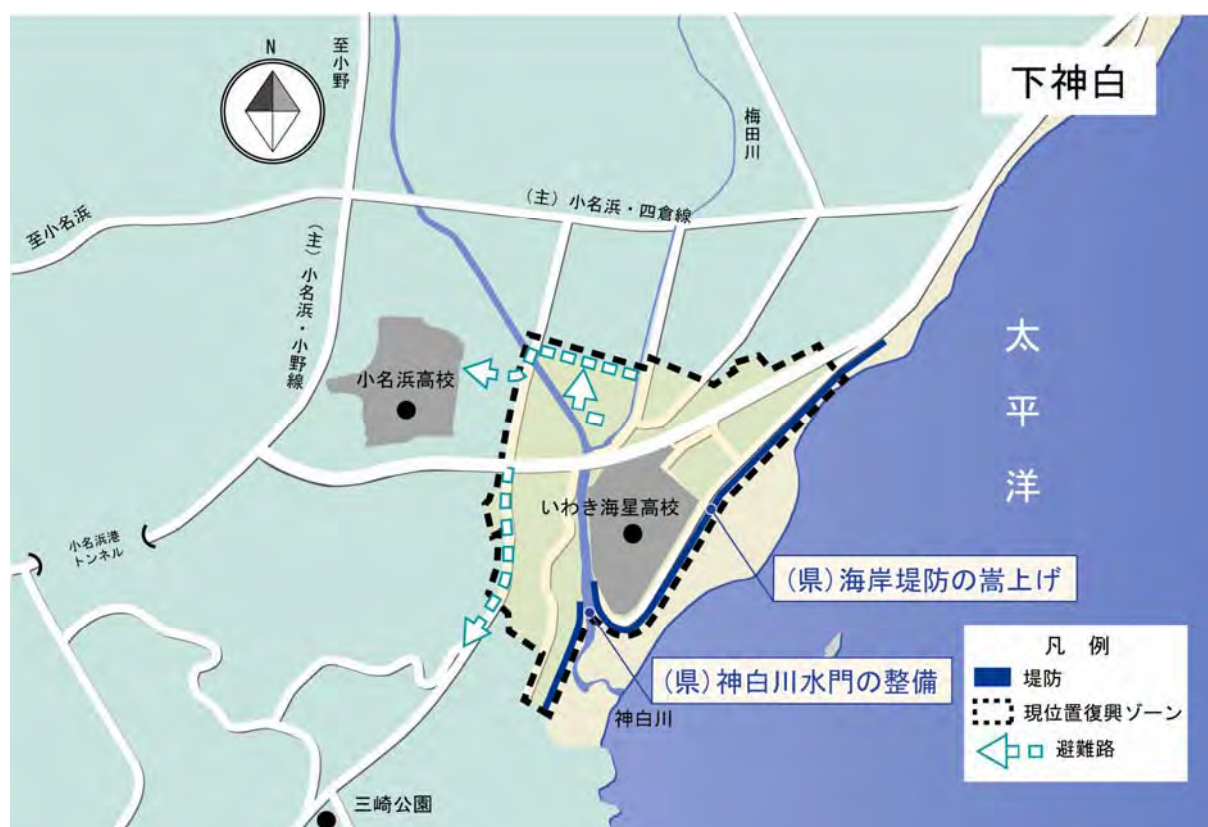 下神白
N
至小野
梅田川
(主)小名浜・四倉線
至小名浜
(主)小名浜・小野線
太平洋
小名浜高校
いわき海星高校
小名浜港
トンネル
(県)海岸堤防の嵩上げ
(県)神白川水門の整備
神白川
三崎公園
凡 例
堤防
現位置復興ゾーン
避難路